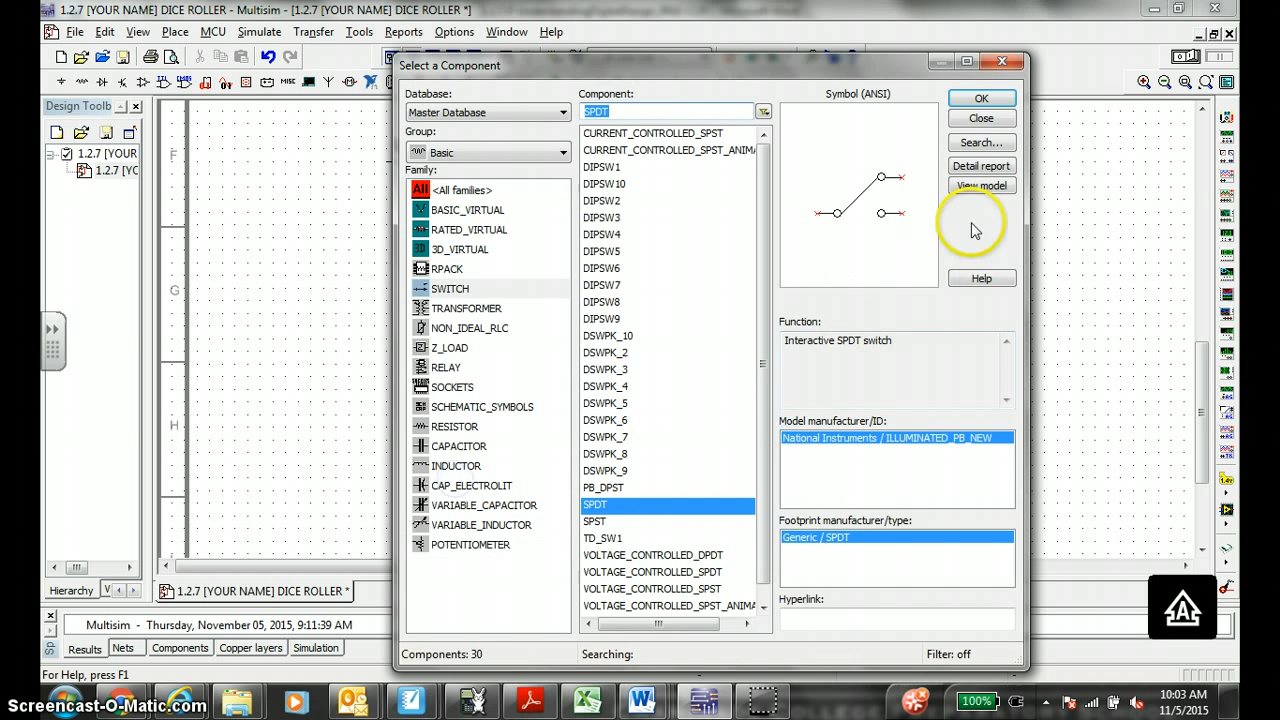 1.2.7 [YOUR NAME] DICE ROLLER - Multisim - [1.2.7 [YOUR NAME] DICE ROLLER *]
File Edit View Place MCU Simulate Transfer Tools Reports Options Window Help
Select a Component
Design Toolb
1.2.7 [YOUR
1.2.7 [YC
Hierarchy V
Database:
Master Database
Group:
Basic
Family:
All <All families>
BASIC_VIRTUAL
RATED_VIRTUAL
3D 3D_VIRTUAL
RPACK
SWITCH
TRANSFORMER
NON_IDEAL_RLC
Z_LOAD
RELAY
SOCKETS
SCHEMATIC_SYMBOLS
RESISTOR
CAPACITOR
INDUCTOR
CAP_ELECTROLIT
VARIABLE_CAPACITOR
VARIABLE_INDUCTOR
POTENTIOMETER
Component:
SPDT
CURRENT_CONTROLLED_SPST
CURRENT_CONTROLLED_SPST_ANIMA
DIPSW1
DIPSW10
DIPSW2
DIPSW3
DIPSW4
DIPSW5
DIPSW6
DIPSW7
DIPSW8
DIPSW9
DSWPK_10
DSWPK_2
DSWPK_3
DSWPK_4
DSWPK_5
DSWPK_6
DSWPK_7
DSWPK_8
DSWPK_9
PB_DPST
SPDT
SPST
TD_SW1
VOLTAGE_CONTROLLED_DPDT
VOLTAGE_CONTROLLED_SPDT
VOLTAGE_CONTROLLED_SPST
VOLTAGE_CONTROLLED_SPST_ANIMA
Symbol (ANSI)
OK
Close
Search...
Detail report
View model
Help
Function:
Interactive SPDT switch
Model manufacturer/ID:
National Instruments / ILLUMINATED_PB_NEW
Footprint manufacturer/type:
Generic / SPDT
Hyperlink:
Components: 30 Searching: Filter: off
MISC
F
G
H
1.2.7 [YOUR NAME] DICE ROLLER *
Multisim - Thursday, November 05, 2015, 9:11:39 AM
Results Nets Components Copper layers Simulation
For Help, press F1
A
100%
10:03 AM
11/5/2015
Screencast-O-Matic.com